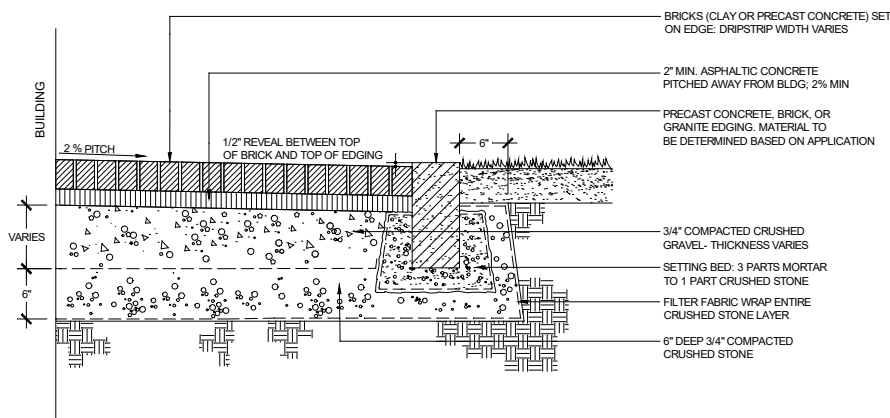 BRICKS (CLAY OR PRECAST CONCRETE) SET
ON EDGE: DRIPSTRIP WIDTH VARIES
2" MIN. ASPHALTIC CONCRETE
PITCHED AWAY FROM BLDG; 2% MIN
PRECAST CONCRETE, BRICK, OR
GRANITE EDGING. MATERIAL TO
BE DETERMINED BASED ON APPLICATION
BUILDING
2 % PITCH
1/2" REVEAL BETWEEN TOP
OF BRICK AND TOP OF EDGING
6"
VARIES
6"
3/4" COMPACTED CRUSHED
GRAVEL- THICKNESS VARIES
SETTING BED: 3 PARTS MORTAR
TO 1 PART CRUSHED STONE
FILTER FABRIC WRAP ENTIRE
CRUSHED STONE LAYER
6" DEEP 3/4" COMPACTED
CRUSHED STONE